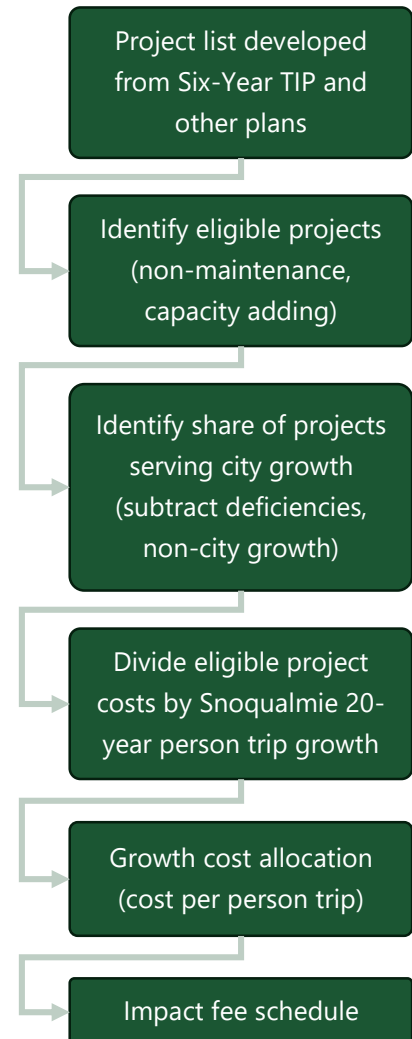 Project list developed
from Six-Year TIP and
other plans
Identify eligible projects
(non-maintenance,
capacity adding)
Identify share of projects
serving city growth
(subtract deficiencies,
non-city growth)
Divide eligible project
costs by Snoqualmie 20-
year person trip growth
Growth cost allocation
(cost per person trip)
Impact fee schedule